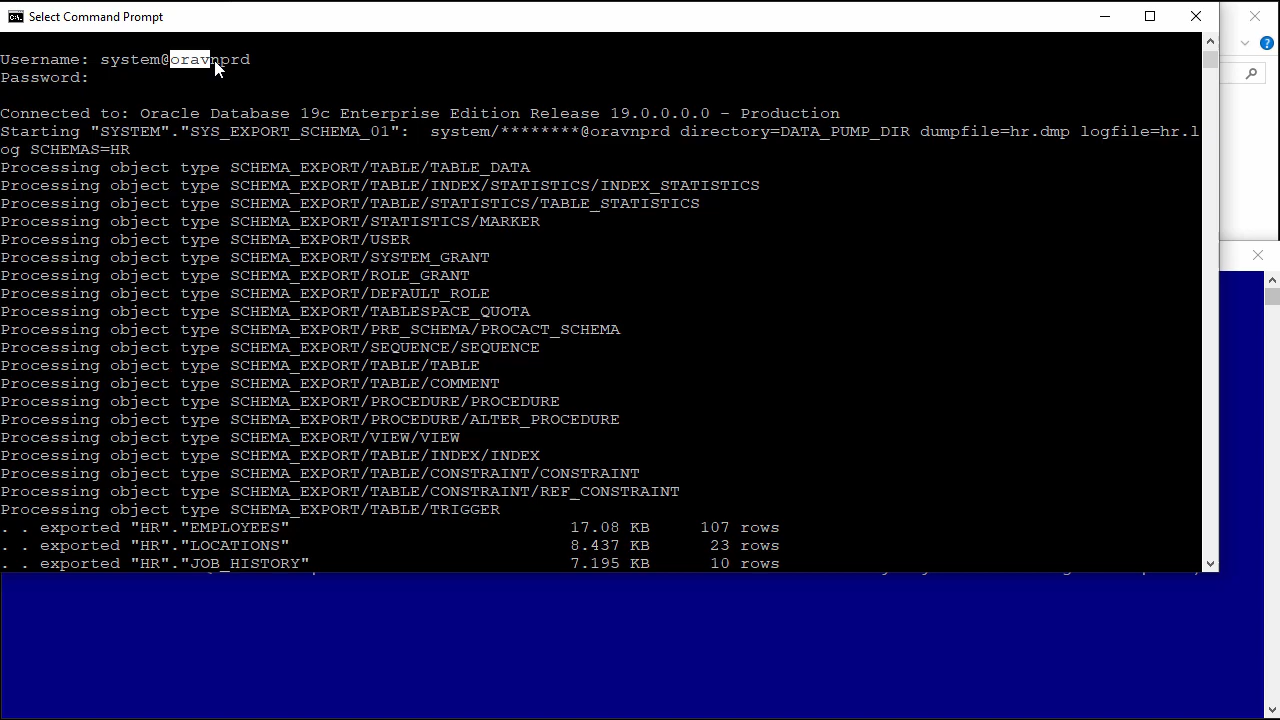 Select Command Prompt
Username: system@oravnprd
Password:
Connected to: Oracle Database 19c Enterprise Edition Release 19.0.0.0.0 - Production
Starting "SYSTEM"."SYS_EXPORT_SCHEMA_01":  system/********@oravnprd directory=DATA_PUMP_DIR dumpfile=hr.dmp logfile=hr.l
og SCHEMAS=HR
Processing object type SCHEMA_EXPORT/TABLE/TABLE_DATA
Processing object type SCHEMA_EXPORT/TABLE/INDEX/STATISTICS/INDEX_STATISTICS
Processing object type SCHEMA_EXPORT/TABLE/STATISTICS/TABLE_STATISTICS
Processing object type SCHEMA_EXPORT/STATISTICS/MARKER
Processing object type SCHEMA_EXPORT/USER
Processing object type SCHEMA_EXPORT/SYSTEM_GRANT
Processing object type SCHEMA_EXPORT/ROLE_GRANT
Processing object type SCHEMA_EXPORT/DEFAULT_ROLE
Processing object type SCHEMA_EXPORT/TABLESPACE_QUOTA
Processing object type SCHEMA_EXPORT/PRE_SCHEMA/PROCACT_SCHEMA
Processing object type SCHEMA_EXPORT/SEQUENCE/SEQUENCE
Processing object type SCHEMA_EXPORT/TABLE/TABLE
Processing object type SCHEMA_EXPORT/TABLE/COMMENT
Processing object type SCHEMA_EXPORT/PROCEDURE/PROCEDURE
Processing object type SCHEMA_EXPORT/PROCEDURE/ALTER_PROCEDURE
Processing object type SCHEMA_EXPORT/VIEW/VIEW
Processing object type SCHEMA_EXPORT/TABLE/INDEX/INDEX
Processing object type SCHEMA_EXPORT/TABLE/CONSTRAINT/CONSTRAINT
Processing object type SCHEMA_EXPORT/TABLE/CONSTRAINT/REF_CONSTRAINT
Processing object type SCHEMA_EXPORT/TABLE/TRIGGER
. . exported "HR"."EMPLOYEES" 17.08 KB 107 rows
. . exported "HR"."LOCATIONS" 8.437 KB 23 rows
. . exported "HR"."JOB_HISTORY" 7.195 KB 10 rows